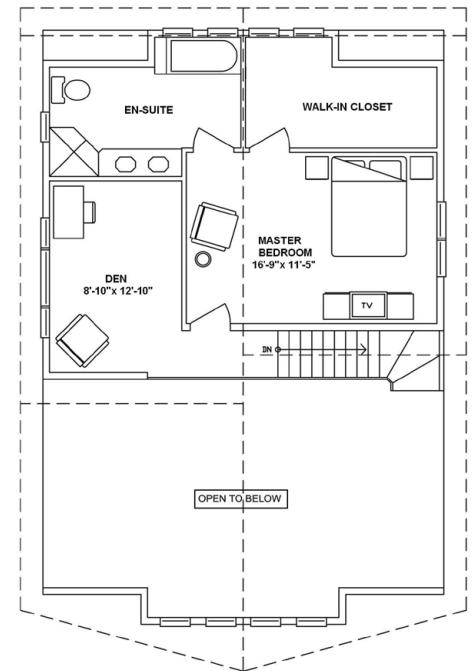 EN-SUITE
WALK-IN CLOSET
MASTER
BEDROOM
16'-9"x 11'-5"
DEN
8'-10"x 12'-10"
TV
DN
OPEN TO BELOW